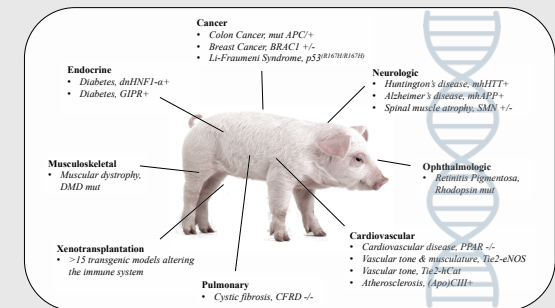 Cancer
• Colon Cancer, mut APC/+
• Breast Cancer, BRAC1 +/-
• Li-Fraumeni Syndrome, p53(R167H/R167H)
Endocrine
• Diabetes, dnHNF1-α+
• Diabetes, GIPR+
Neurologic
• Huntington's disease, mhHTT+
• Alzheimer's disease, mhAPP+
• Spinal muscle atrophy, SMN +/-
Musculoskeletal
• Muscular dystrophy,
DMD mut
Ophthalmologic
• Retinitis Pigmentosa,
Rhodopsin mut
Xenotransplantation
• >15 transgenic models altering
the immune system
Pulmonary
• Cystic fibrosis, CFRD -/-
Cardiovascular
• Cardiovascular disease, PPAR -/-
• Vascular tone & musculature, Tie2-eNOS
• Vascular tone, Tie2-hCat
• Atherosclerosis, (Apo)CIII+